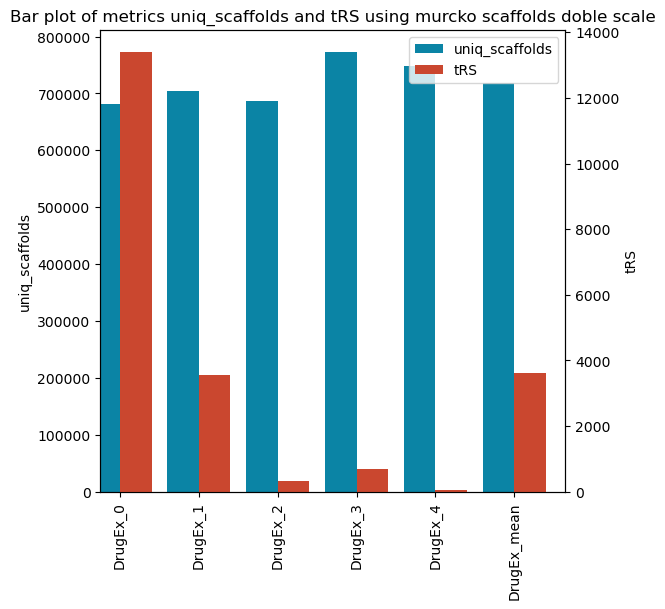 Bar plot of metrics uniq_scaffolds and tRS using murcko scaffolds doble scale
uniq_scaffolds
tRS
800000
700000
600000
500000
400000
300000
200000
100000
0
uniq_scaffolds
14000
12000
10000
8000
6000
4000
2000
0
tRS
DrugEx_0
DrugEx_1
DrugEx_2
DrugEx_3
DrugEx_4
DrugEx_mean